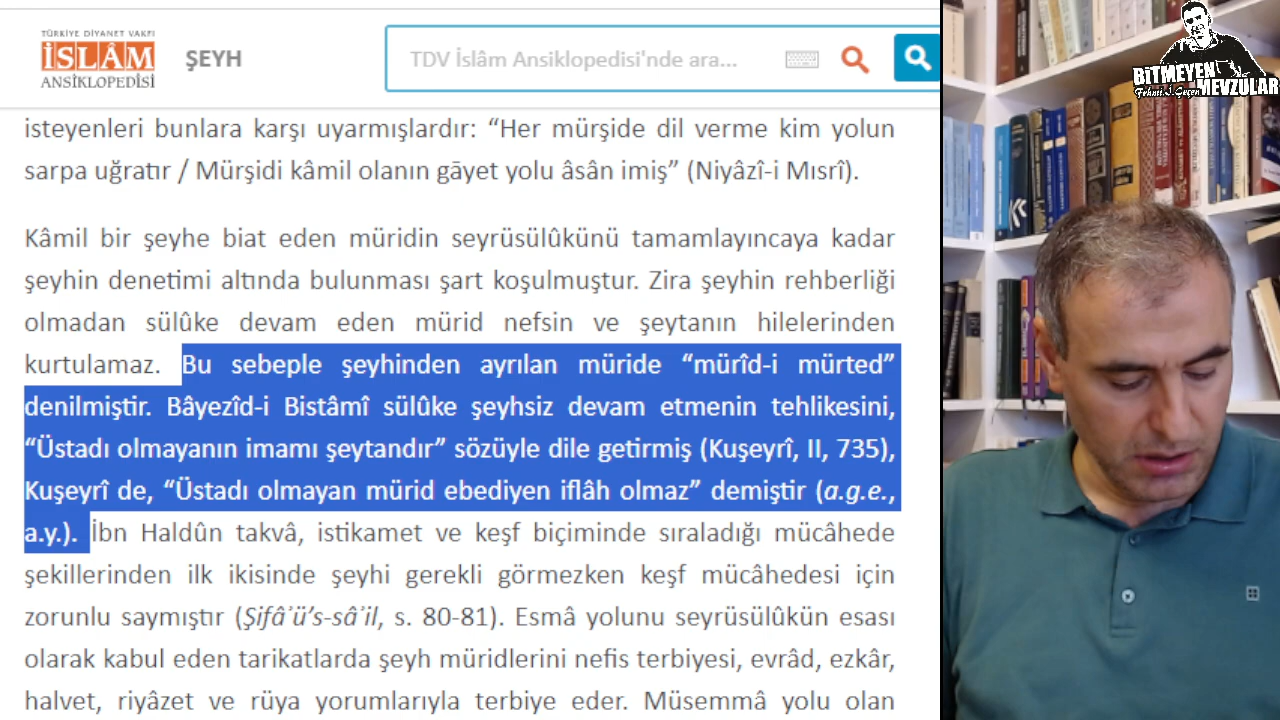 TÜRKİYE DİYANET VAKFI
İSLÂM
ANSİKLOPEDİSİ
ŞEYH
TDV İslâm Ansiklopedisi'nde ara...
BİTMEYEN
MEVZULAR
isteyenleri bunlara karşı uyarmışlardır: “Her mürşide dil verme kim yolun
sarpa uğratır / Mürşidi kâmil olanın gāyet yolu âsân imiş” (Niyâzî-i Mısrî).
Kâmil bir şeyhe biat eden müridin seyrüsülûkünü tamamlayıncaya kadar
şeyhin denetimi altında bulunması şart koşulmuştur. Zira şeyhin rehberliği
olmadan sülûke devam eden mürid nefsin ve şeytanın hilelerinden
kurtulamaz. Bu sebeple şeyhinden ayrılan müride “mürîd-i mürted”
denilmiştir. Bâyezîd-i Bistâmî sülûke şeyhsiz devam etmenin tehlikesini,
“Üstadı olmayanın imamı şeytandır” sözüyle dile getirmiş (Kuşeyrî, II, 735),
Kuşeyrî de, “Üstadı olmayan mürid ebediyen iflâh olmaz” demiştir (a.g.e.,
a.y.). İbn Haldûn takvâ, istikamet ve keşf biçiminde sıraladığı mücâhede
şekillerinden ilk ikisinde şeyhi gerekli görmezken keşf mücâhedesi için
zorunlu saymıştır (Şifâʾü’s-sâʾil, s. 80-81). Esmâ yolunu seyrüsülûkün esası
olarak kabul eden tarikatlarda şeyh müridlerini nefis terbiyesi, evrâd, ezkâr,
halvet, riyâzet ve rüya yorumlarıyla terbiye eder. Müsemmâ yolu olan